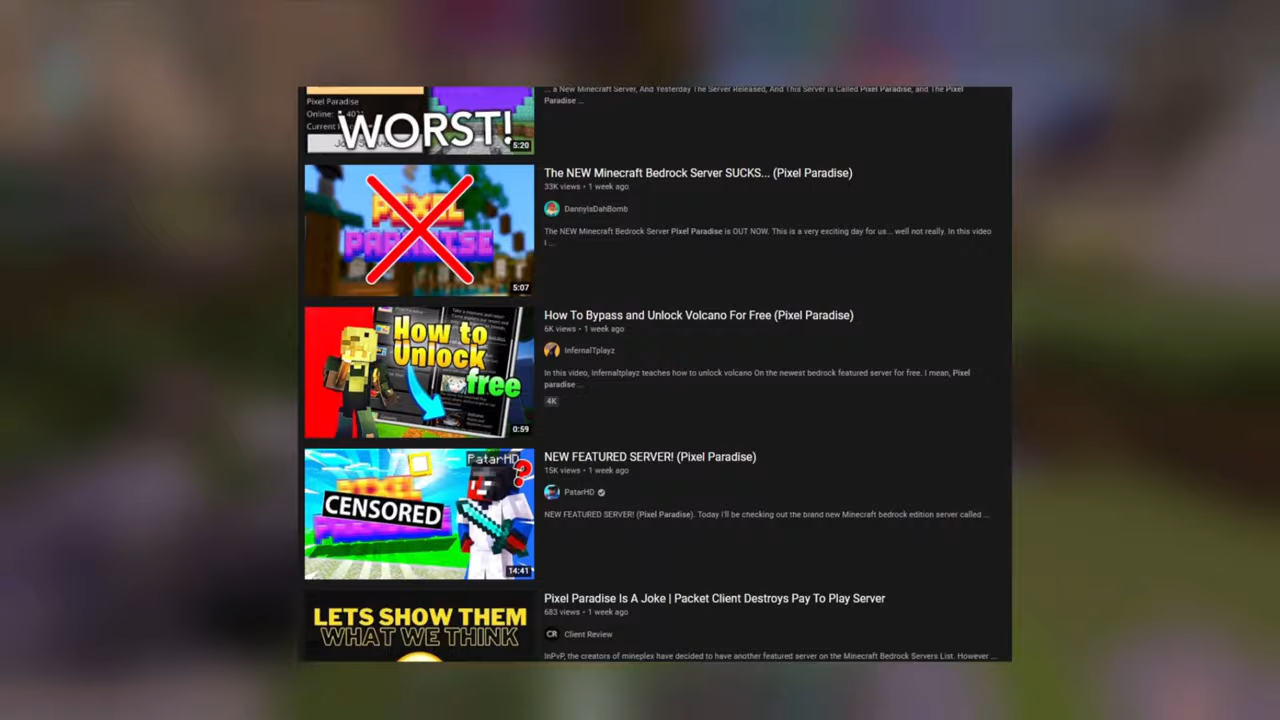 Pixel Paradise
Online: 4021
WORST!
5:20
... a New Minecraft Server, And Yesterday The Server Released, And This Server is Called Pixel Paradise, and The Pixel
Paradise ...
PIXEL
PARADISE
5:07
The NEW Minecraft Bedrock Server SUCKS... (Pixel Paradise)
33K views • 1 week ago
DannyIsDahBomb
The NEW Minecraft Bedrock Server Pixel Paradise is OUT NOW. This is a very exciting day for us... well not really. In this video
I ...
How to
Unlock
free
0:59
How To Bypass and Unlock Volcano For Free (Pixel Paradise)
6K views • 1 week ago
InfernalTplayz
In this video, Infernaltplayz teaches how to unlock volcano On the newest bedrock featured server for free. I mean, Pixel
paradise ...
4K
PatarHD
?
CENSORED
14:41
NEW FEATURED SERVER! (Pixel Paradise)
15K views • 1 week ago
PatarHD
NEW FEATURED SERVER! (Pixel Paradise). Today I'll be checking out the brand new Minecraft bedrock edition server called ...
LETS SHOW THEM
WHAT WE THINK
Pixel Paradise Is A Joke | Packet Client Destroys Pay To Play Server
683 views • 1 week ago
CR Client Review
InPvP, the creators of mineplex have decided to have another featured server on the Minecraft Bedrock Servers List. However ...